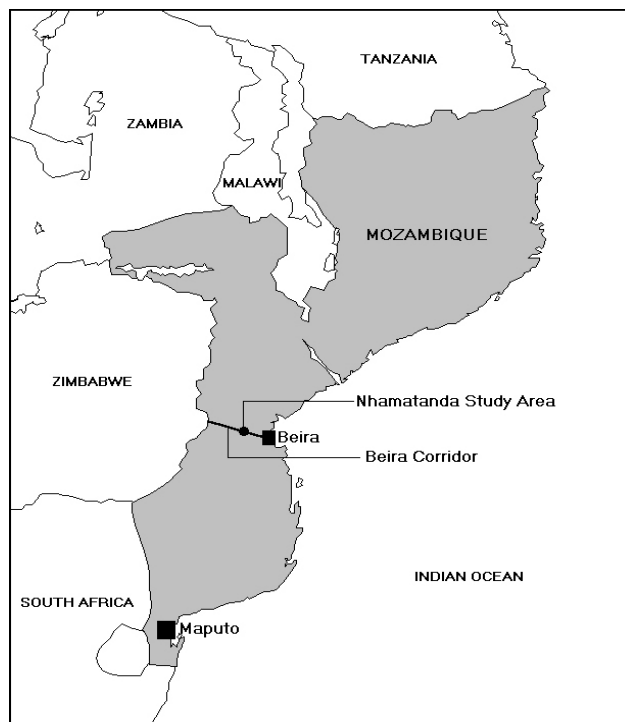 TANZANIA
ZAMBIA
MALAWI
MOZAMBIQUE
ZIMBABWE
Nhamatanda Study Area
Beira
Beira Corridor
INDIAN OCEAN
SOUTH AFRICA
Maputo